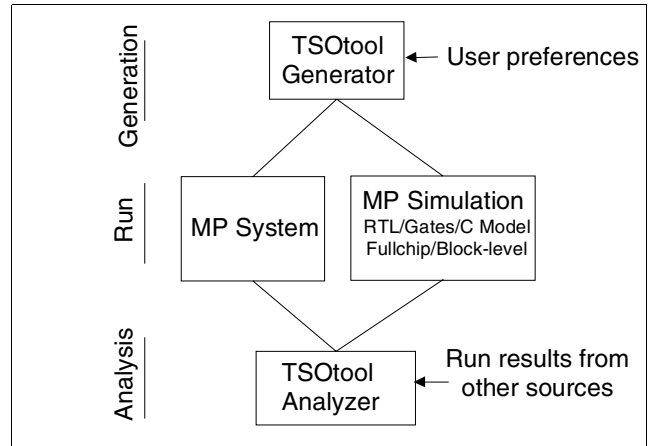 Generation
TSOtool
Generator
User preferences
Run
MP System
MP Simulation
RTL/Gates/C Model
Fullchip/Block-level
Analysis
TSOtool
Analyzer
Run results from
other sources